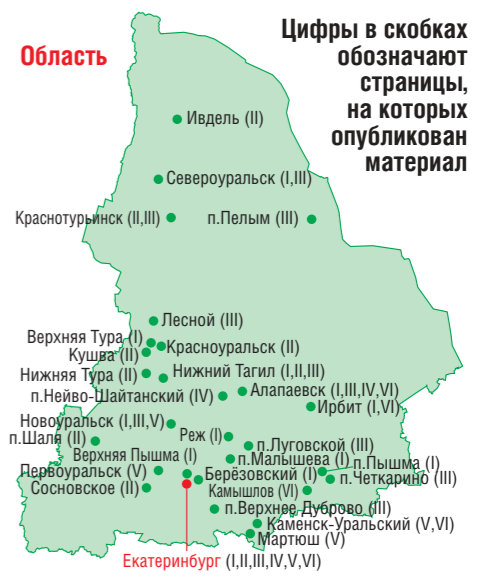 Область
Цифры в скобках
обозначают
страницы,
на которых
опубликован
материал
Ивдель (II)
Североуральск (I,III)
Краснотурьинск (II,III)
п.Пелым (III)
Лесной (III)
Верхняя Тура (I)
Кушва (II)
Красноуральск (II)
Нижняя Тура (II)
Нижний Тагил (I,II,III)
п.Нейво-Шайтанский (IV)
Алапаевск (I,III,IV,VI)
Ирбит (I,VI)
Новоуральск (I,III,V)
п.Шаля (II)
Реж (I)
п.Луговской (III)
Верхняя Пышма (I)
п.Малышева (I)
п.Пышма (I)
Первоуральск (V)
Берёзовский (I)
п.Четкарино (III)
Сосновское (II)
Камышлов (VI)
п.Верхнее Дуброво (III)
Каменск-Уральский (V,VI)
Мартюш (V)
Екатеринбург (I,II,III,IV,V,VI)